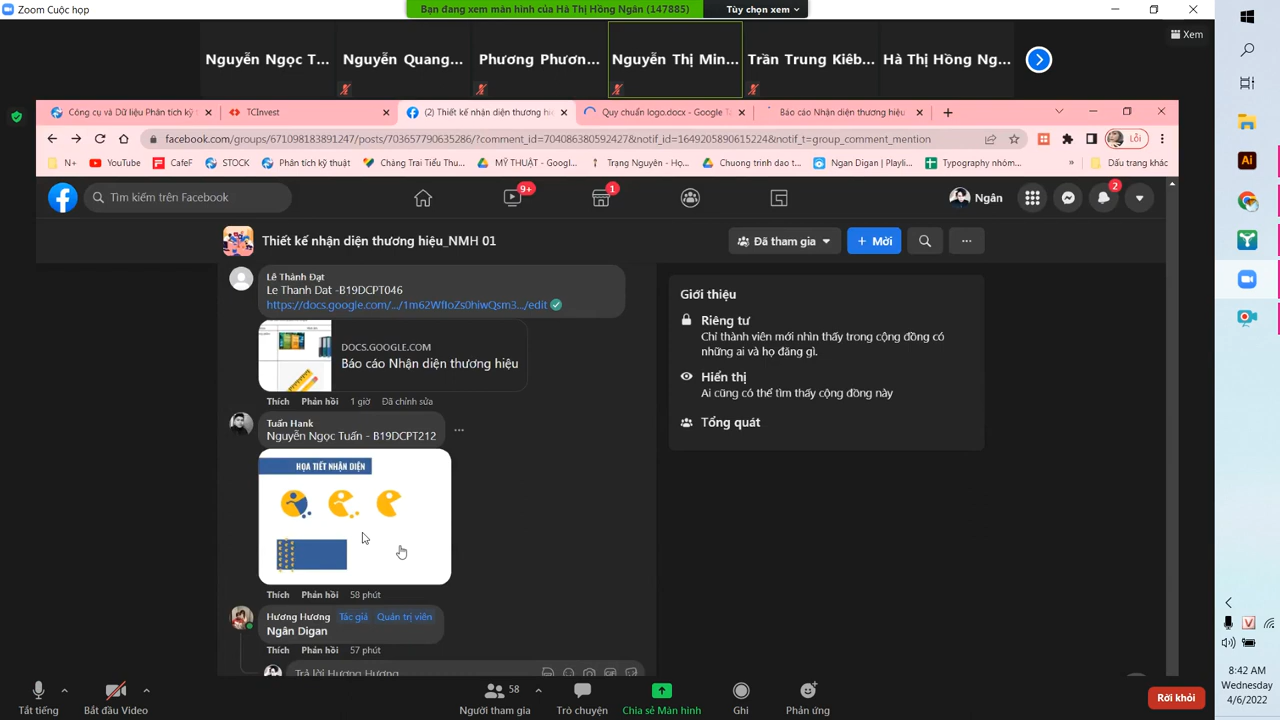 Zoom Cuộc họp
Bạn đang xem màn hình của Hà Thị Hồng Ngân (147885)
Tùy chọn xem
Nguyễn Ngọc T...
Nguyễn Quang...
Phương Phươn...
Nguyễn Thị Min...
Trần Trung Kiêb...
Hà Thị Hồng Ng...
Xem
Công cụ và Dữ liệu Phân tích kỹ t
TCInvest
(2) Thiết kế nhận diện thương hi
Quy chuẩn logo.docx - Google T
Báo cáo Nhận diện thương hiệu
facebook.com/groups/671098183891247/posts/703657790635286/?comment_id=704086380592427&notif_id=1649205890615224&notif_t=group_comment_mention
Lỗi
N+
YouTube
CafeF
STOCK
Phân tích kỹ thuật
Chàng Trai Tiểu Thu...
MỸ THUẬT - Googl...
Trạng Nguyên - Họ...
Chuong trinh dao t...
Ngan Digan | Playli...
Typography nhóm...
»
Dấu trang khác
Tìm kiếm trên Facebook
9+
1
Ngân
2
Thiết kế nhận diện thương hiệu_NMH 01
Đã tham gia
+ Mời
...
Lê Thành Đạt
Le Thanh Dat -B19DCPT046
https://docs.google.com/.../1m62WfIoZs0hiwQsm3.../edit
DOCS.GOOGLE.COM
Báo cáo Nhận diện thương hiệu
Thích Phản hồi 1 giờ Đã chỉnh sửa
Tuấn Hank
Nguyễn Ngọc Tuấn - B19DCPT212
HỌA TIẾT NHẬN DIỆN
Thích Phản hồi 58 phút
Hương Hương Tác giả Quản trị viên
Ngân Digan
Thích Phản hồi 57 phút
Trả lời Hương Hương
Giới thiệu
Riêng tư
Chỉ thành viên mới nhìn thấy trong cộng đồng có
những ai và họ đăng gì.
Hiển thị
Ai cũng có thể tìm thấy cộng đồng này
Tổng quát
Tắt tiếng
Bắt đầu Video
58
Người tham gia
Trò chuyện
Chia sẻ Màn hình
Ghi
Phản ứng
Rời khỏi
Ai
V
8:42 AM
Wednesday
4/6/2022